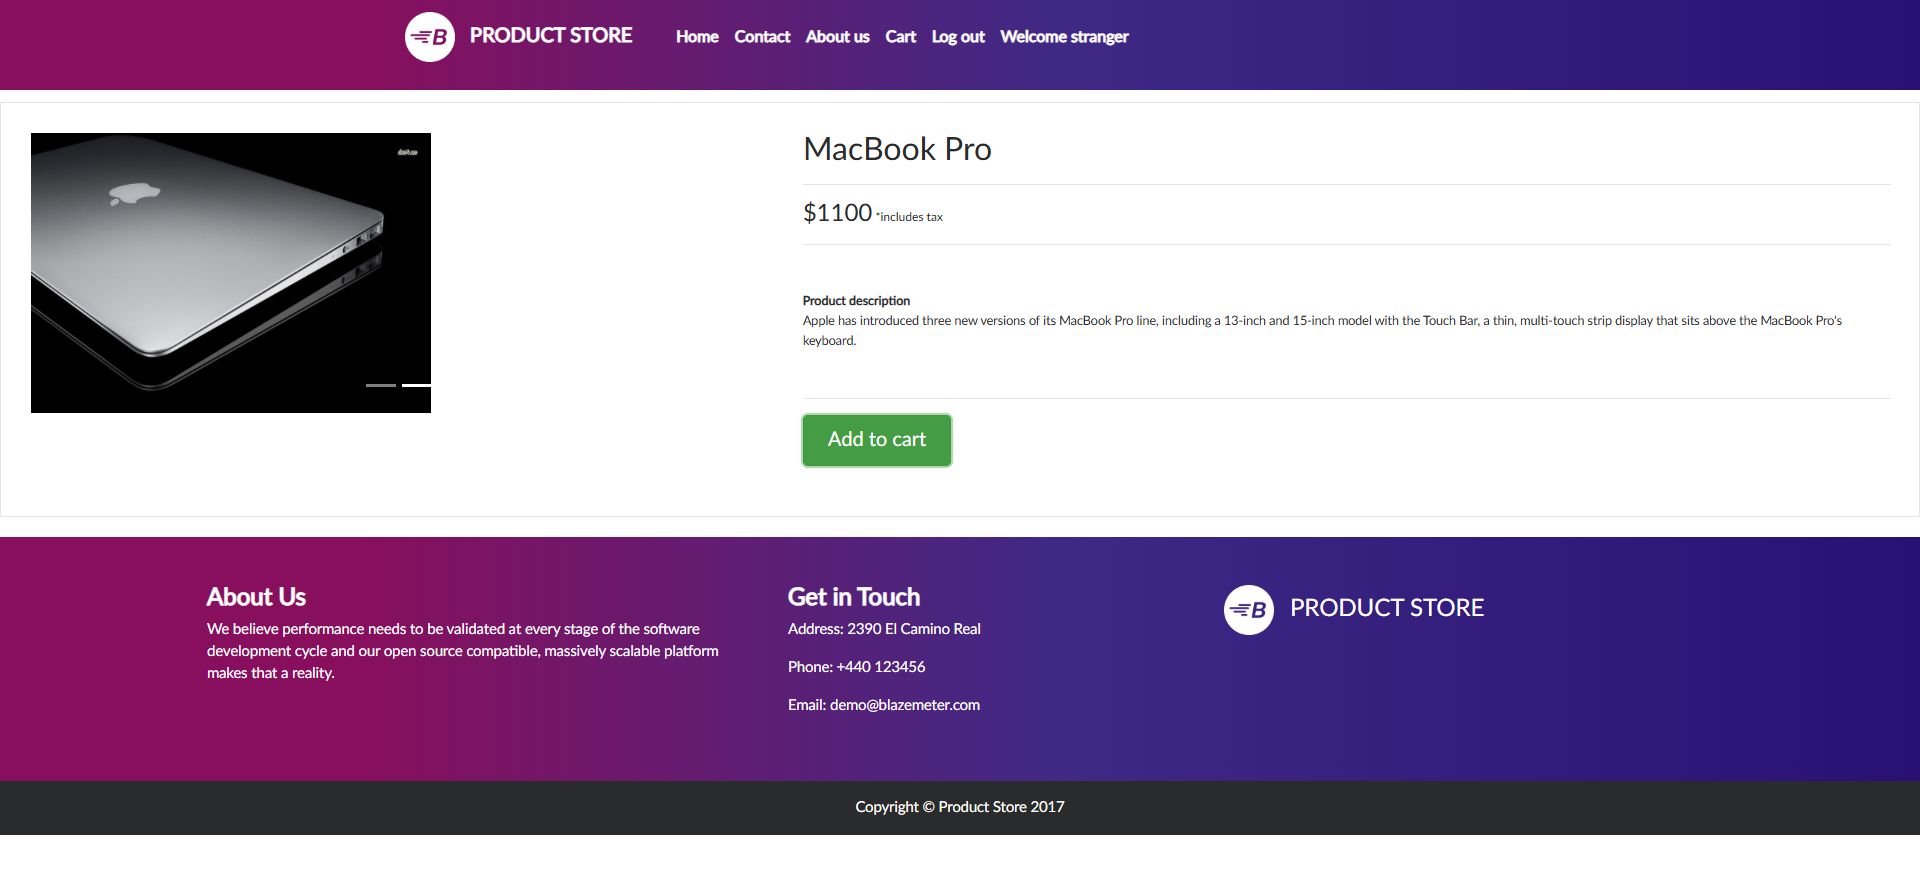 B PRODUCT STORE Home Contact About us Cart Log out Welcome stranger
MacBook Pro
$1100 *includes tax
Product description
Apple has introduced three new versions of its MacBook Pro line, including a 13-inch and 15-inch model with the Touch Bar, a thin, multi-touch strip display that sits above the MacBook Pro's
keyboard.
Add to cart
About Us
We believe performance needs to be validated at every stage of the software
development cycle and our open source compatible, massively scalable platform
makes that a reality.
Get in Touch
Address: 2390 El Camino Real
Phone: +440 123456
Email: demo@blazemeter.com
B PRODUCT STORE
Copyright © Product Store 2017